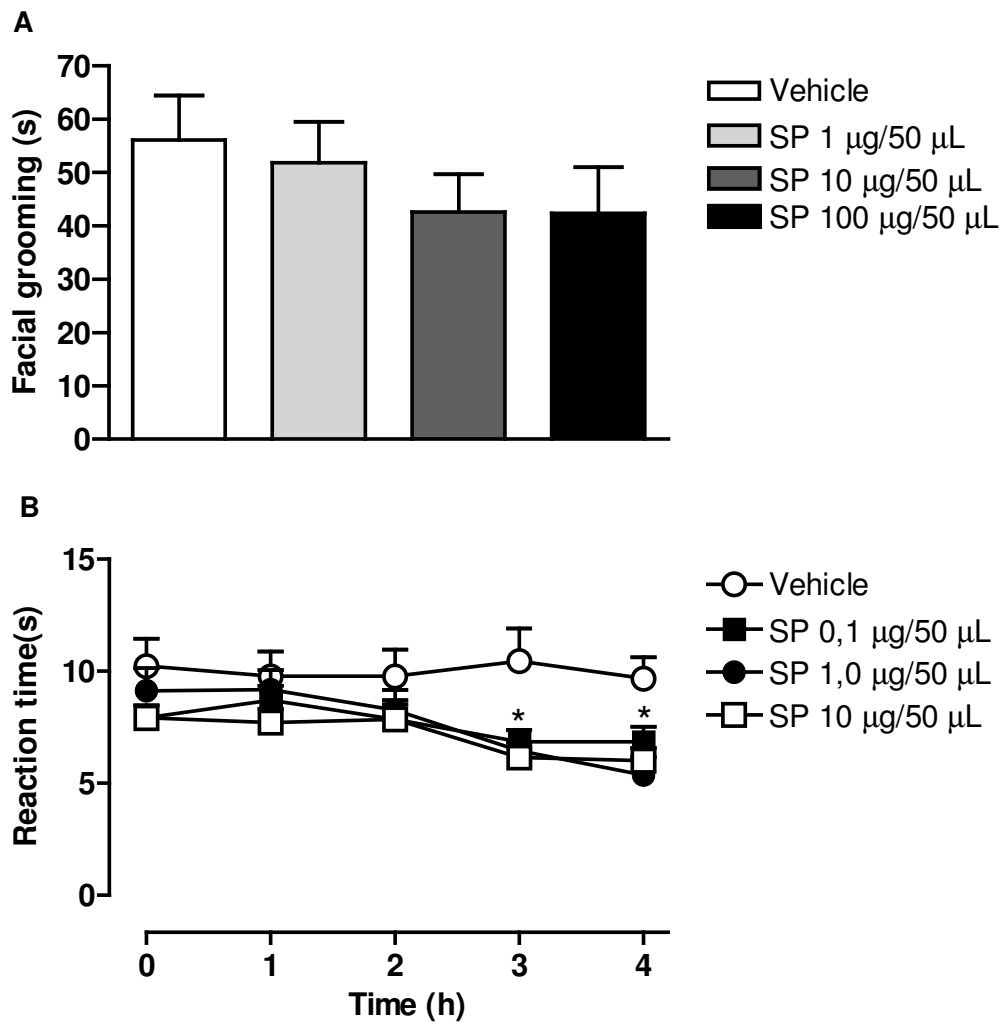 A
Facial grooming (s)
70
60
50
40
30
20
10
0
Vehicle
SP 1 μg/50 μL
SP 10 μg/50 μL
SP 100 μg/50 μL
B
Reaction time(s)
15
10
5
0
* *
Vehicle
SP 0,1 μg/50 μL
SP 1,0 μg/50 μL
SP 10 μg/50 μL
0 1 2 3 4
Time (h)